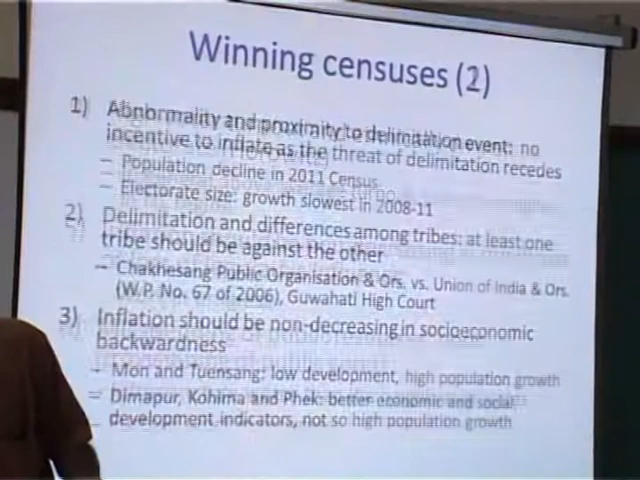 Winning censuses (2)
1) Abnormality and proximity to delimitation event: no
incentive to inflate as the threat of delimitation recedes
– Population decline in 2011 Census
– Electorate size: growth slowest in 2008-11
2) Delimitation and differences among tribes: at least one
tribe should be against the other
– Chakhesang Public Organisation & Ors. vs. Union of India & Ors.
(W.P. No. 67 of 2006), Guwahati High Court
3) Inflation should be non-decreasing in socioeconomic
backwardness
– Mon and Tuensang: low development, high population growth
– Dimapur, Kohima and Phek: better economic and social
development indicators, not so high population growth